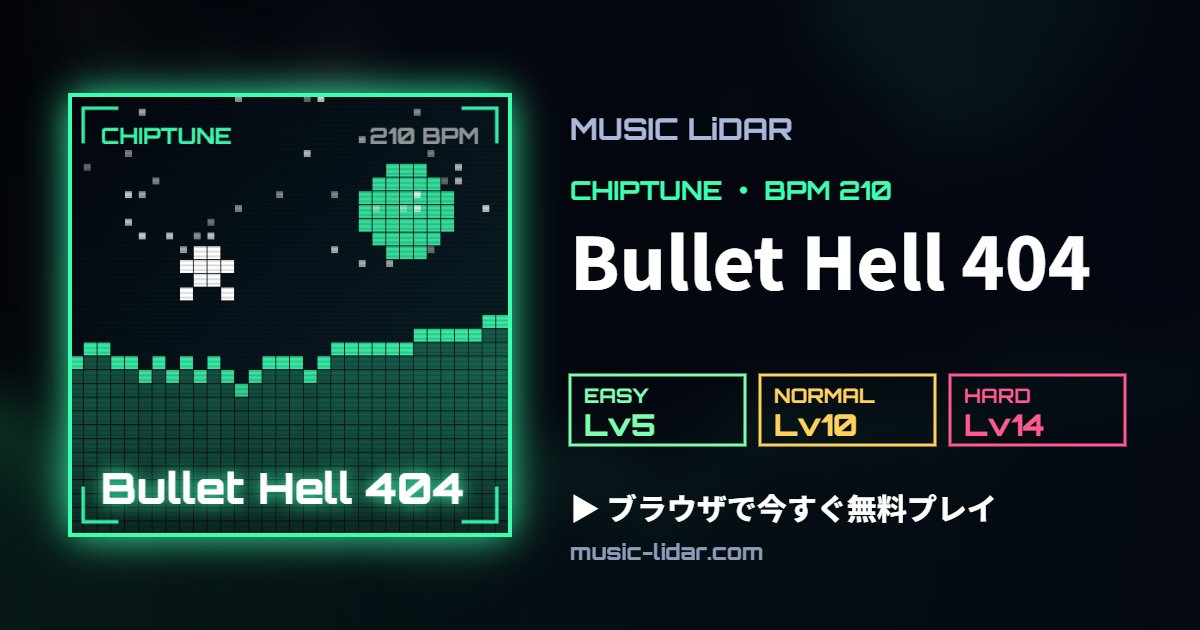 CHIPTUNE
210 BPM
Bullet Hell 404
MUSIC LiDAR
CHIPTUNE • BPM 210
Bullet Hell 404
EASY
Lv5
NORMAL
Lv10
HARD
Lv14
▶ ブラウザで今すぐ無料プレイ
music-lidar.com